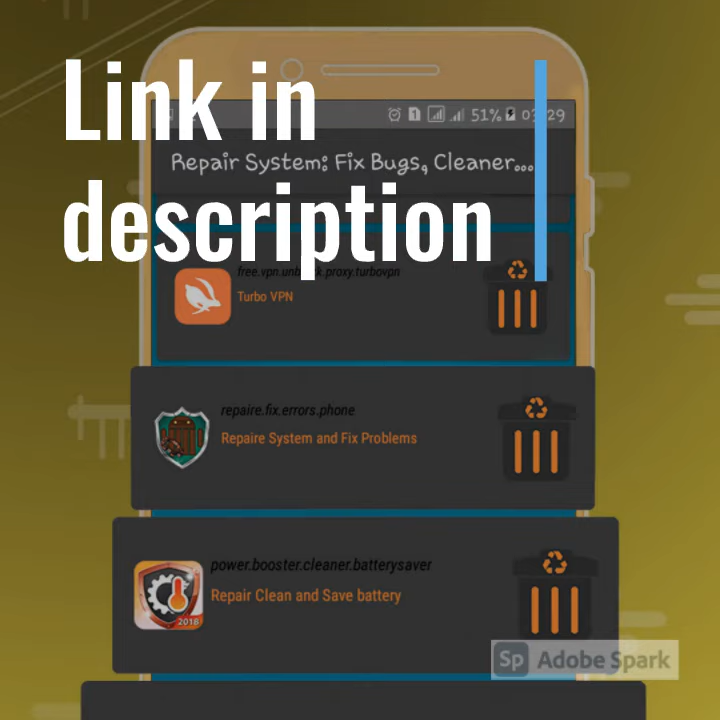 Link in
description
51%
Repair System: Fix Bugs, Cleaner...
Turbo VPN
repaire.fix.errors.phone
Repaire System and Fix Problems
power.booster.cleaner.batterysaver
Repair Clean and Save battery
2018
Sp Adobe Spark